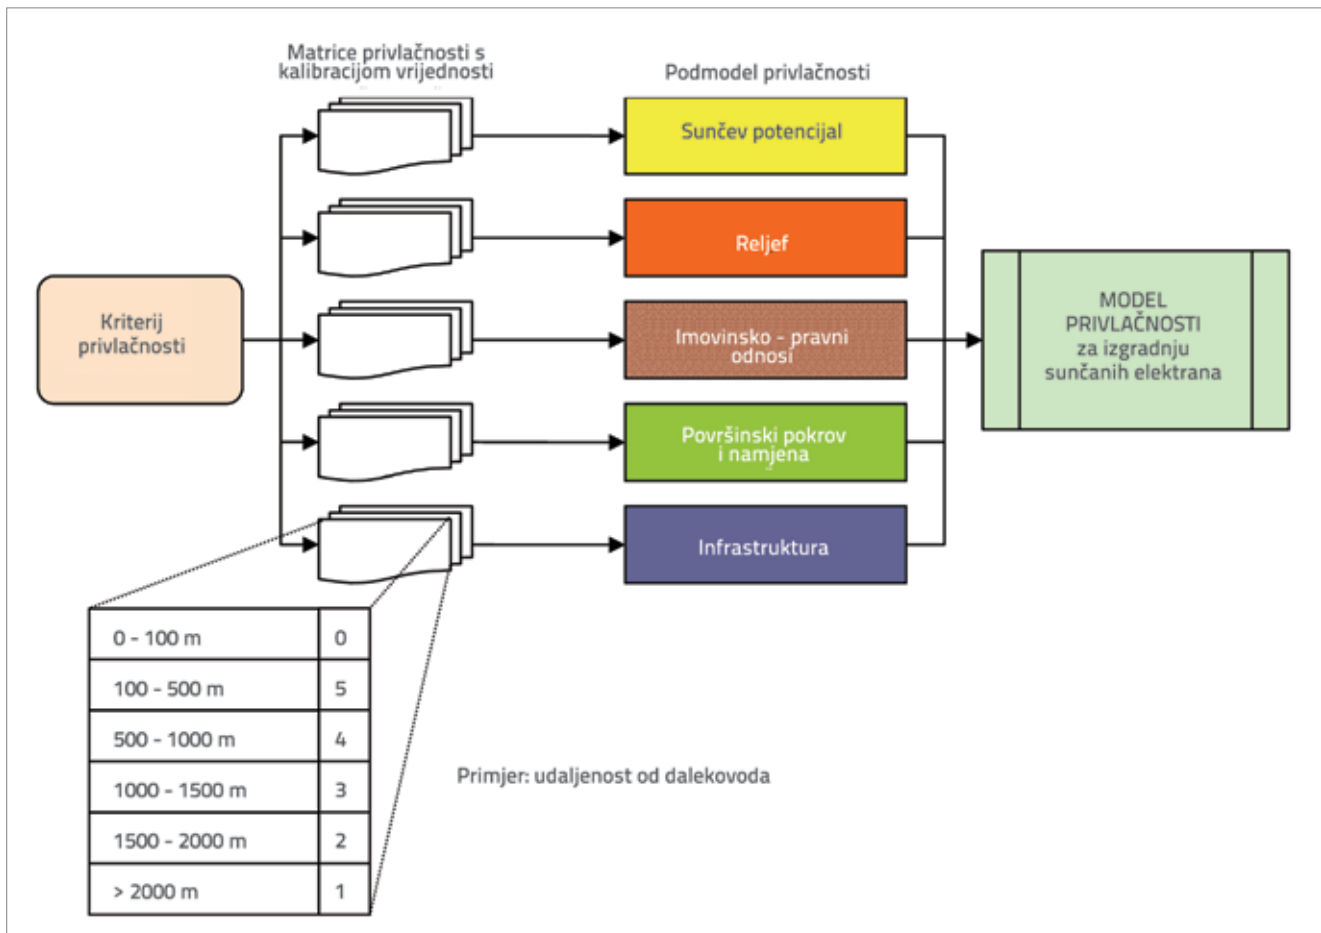 Matrice privlačnosti s
kalibracijom vrijednosti
Podmodel privlačnosti
Sunčev potencijal
Reljef
Kriterij
privlačnosti
Imovinsko - pravni
odnosi
MODEL
PRIVLAČNOSTI
za izgradnju
sunčanih elektrana
Površinski pokrov
i namjena
Infrastruktura
0 - 100 m 0
100 - 500 m 5
500 - 1000 m 4
1000 - 1500 m 3
1500 - 2000 m 2
> 2000 m 1
Primjer: udaljenost od dalekovoda